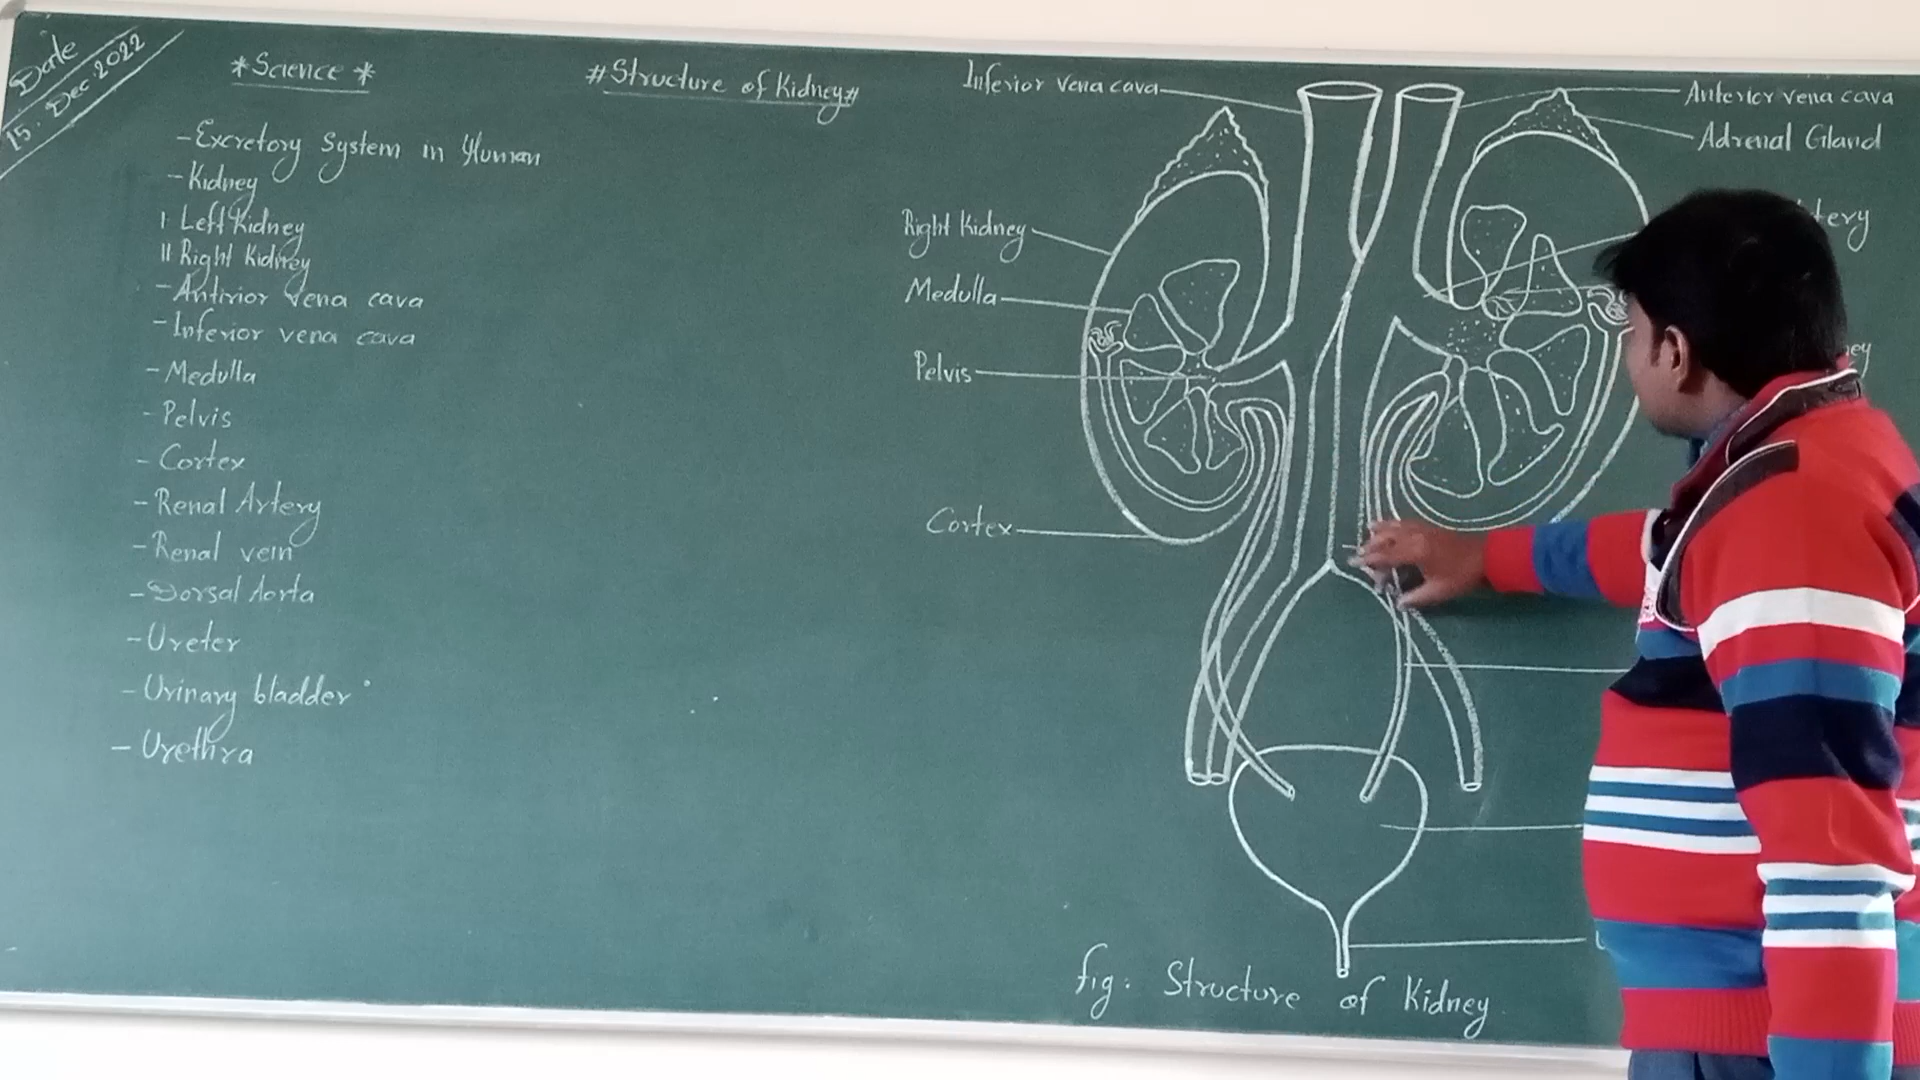 Date
15. Dec. 2022
*Science*
#Structure of Kidney#
- Excretory System in Human
- Kidney
I. Left Kidney
II Right Kidney
- Antirior vena cava
- Inferior vena cava
- Medulla
- Pelvis
- Cortex
- Renal Artery
- Renal vein
- Dorsal Aorta
- Ureter
- Urinary bladder
- Urethra
Inferior vena cava
Anterior vena cava
Adrenal Gland
Right Kidney
Medulla
Pelvis
Cortex
fig: Structure of Kidney